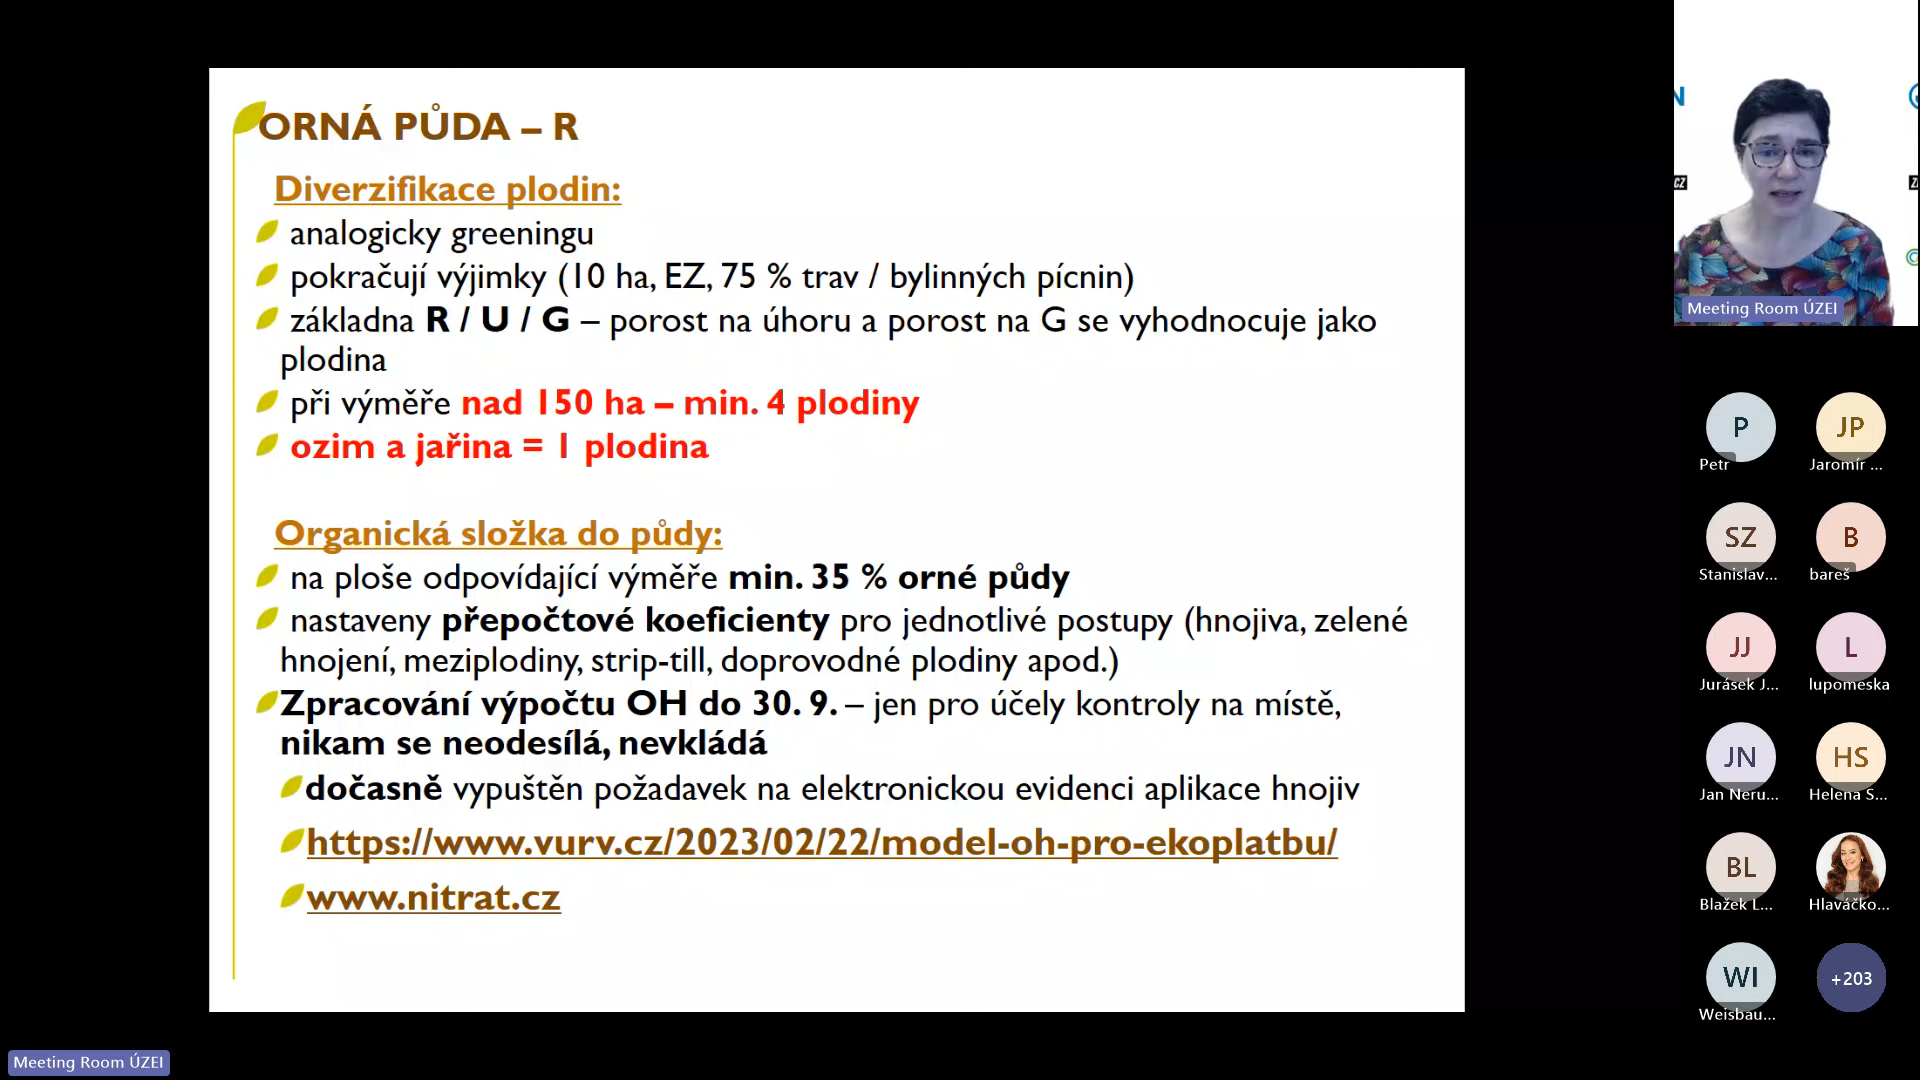 ORNÁ PŮDA – R
Diverzifikace plodin:
analogicky greeningu
pokračují výjimky (10 ha, EZ, 75 % trav / bylinných pícnin)
základna R / U / G – porost na úhoru a porost na G se vyhodnocuje jako
plodina
při výměře nad 150 ha – min. 4 plodiny
ozim a jařina = 1 plodina
Organická složka do půdy:
na ploše odpovídající výměře min. 35 % orné půdy
nastaveny přepočtové koeficienty pro jednotlivé postupy (hnojiva, zelené
hnojení, meziplodiny, strip-till, doprovodné plodiny apod.)
Zpracování výpočtu OH do 30. 9. – jen pro účely kontroly na místě,
nikam se neodesílá, nevkládá
dočasně vypuštěn požadavek na elektronickou evidenci aplikace hnojiv
https://www.vurv.cz/2023/02/22/model-oh-pro-ekoplatbu/
www.nitrat.cz
Meeting Room ÚZEI
P
Petr
JP
Jaromír ...
SZ
Stanislav...
B
bareš
JJ
Jurásek J...
L
lupomeska
JN
Jan Neru...
HS
Helena S...
BL
Blažek L...
Hlaváčko...
WI
Weisbau...
+203
Meeting Room ÚZEI